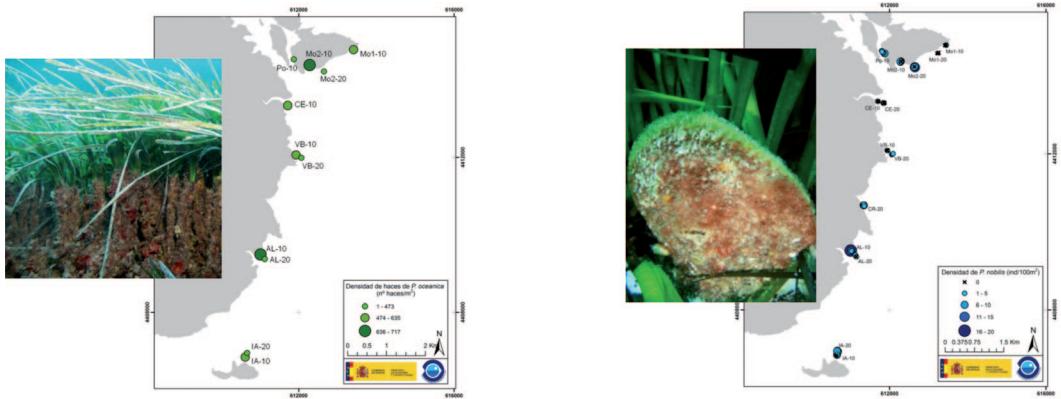 612000
616000
Mo2-10
Mo1-10
Po-10
Mo2-20
CE-10
VB-10
VB-20
4412000
AL-10
AL-20
Densidad de haces de P. oceanica
(nº haces/m²)
1 - 473
474 - 635
636 - 717
0 0.5 1 2 Km
N
4408000
IA-20
IA-10
612000
616000
612000
616000
Mo1-10
Mo1-20
Po-10
Mo2-10
Mo2-20
CE-10
CE-20
VB-10
VB-20
4412000
CR-20
AL-10
AL-20
Densidad de P. nobilis (ind/100m²)
0
1 - 5
6 - 10
11 - 15
16 - 20
0 0.375 0.75 1.5 Km
N
4408000
IA-20
IA-10
612000
616000